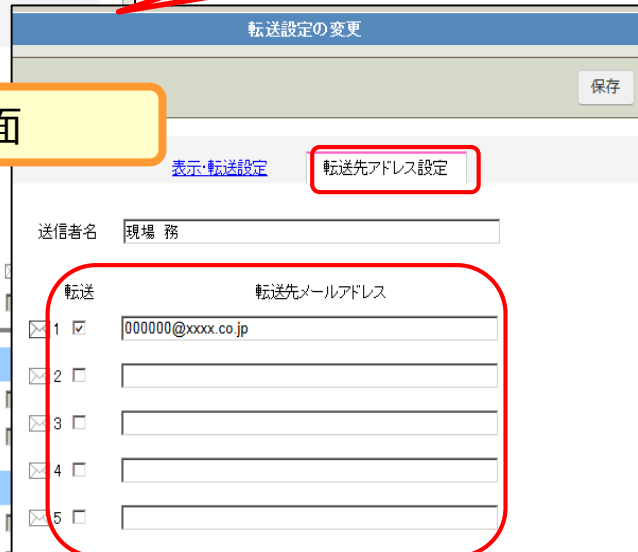 転送設定の変更
保存
面
表示・転送設定 転送先アドレス設定
送信者名 現場 務
転送 転送先メールアドレス
1 000000@xxxx.co.jp
2
3
4
5